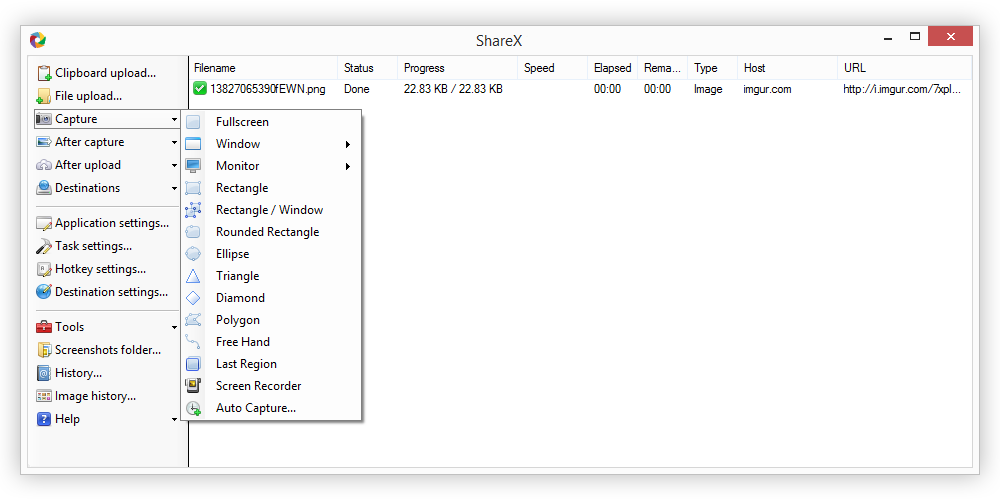 ShareX
Clipboard upload...
File upload...
Capture
After capture
After upload
Destinations
Application settings...
Task settings...
Hotkey settings...
Destination settings...
Tools
Screenshots folder...
History...
Image history...
Help
Fullscreen
Window
Monitor
Rectangle
Rectangle / Window
Rounded Rectangle
Ellipse
Triangle
Diamond
Polygon
Free Hand
Last Region
Screen Recorder
Auto Capture...
Filename Status Progress Speed Elapsed Rema... Type Host URL
13827065390fEWN.png Done 22.83 KB / 22.83 KB 00:00 00:00 Image imgur.com http://i.imgur.com/7xpl...